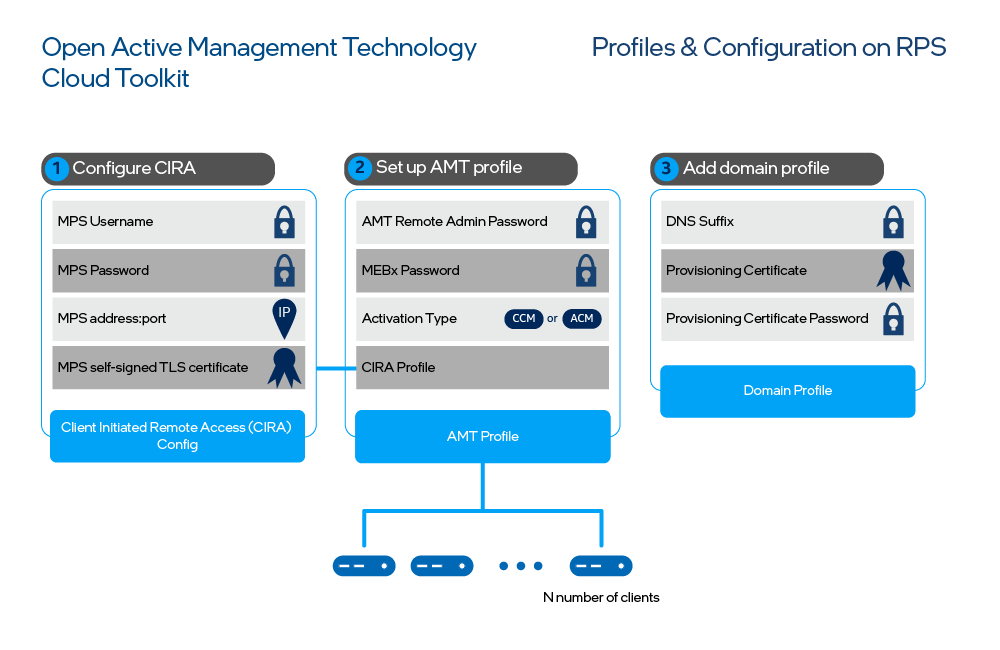 Open Active Management Technology
Cloud Toolkit
Profiles & Configuration on RPS
1 Configure CIRA
MPS Username
MPS Password
MPS address:port
IP
MPS self-signed TLS certificate
Client Initiated Remote Access (CIRA)
Config
2 Set up AMT profile
AMT Remote Admin Password
MEBx Password
Activation Type CCM or ACM
CIRA Profile
AMT Profile
3 Add domain profile
DNS Suffix
Provisioning Certificate
Provisioning Certificate Password
Domain Profile
N number of clients